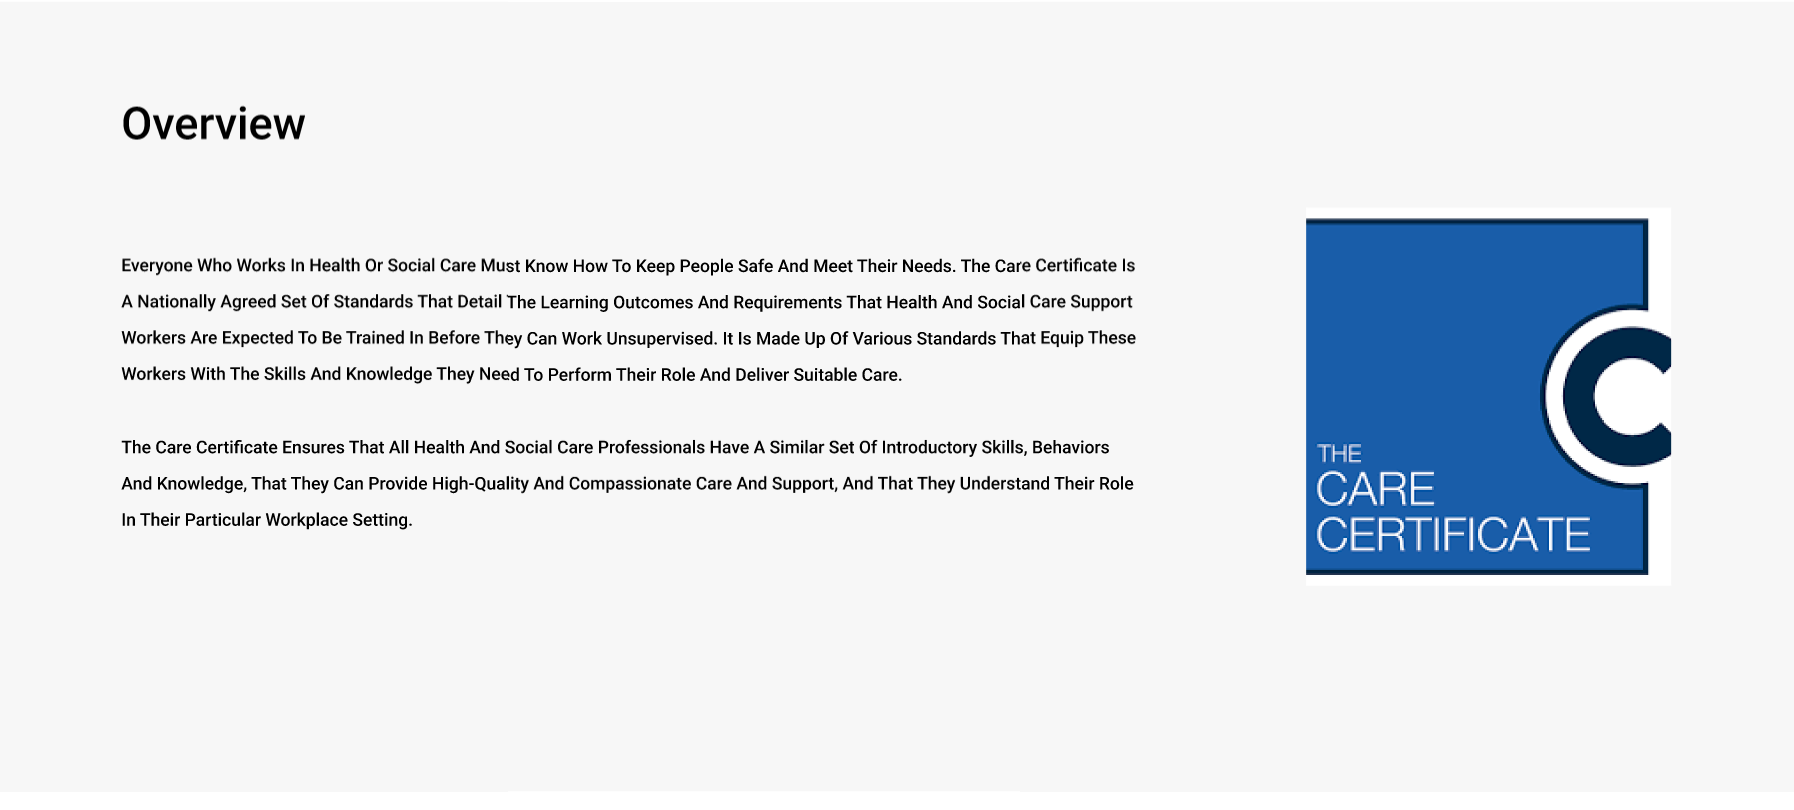 Overview
Everyone Who Works In Health Or Social Care Must Know How To Keep People Safe And Meet Their Needs. The Care Certificate Is
A Nationally Agreed Set Of Standards That Detail The Learning Outcomes And Requirements That Health And Social Care Support
Workers Are Expected To Be Trained In Before They Can Work Unsupervised. It Is Made Up Of Various Standards That Equip These
Workers With The Skills And Knowledge They Need To Perform Their Role And Deliver Suitable Care.
The Care Certificate Ensures That All Health And Social Care Professionals Have A Similar Set Of Introductory Skills, Behaviors
And Knowledge, That They Can Provide High-Quality And Compassionate Care And Support, And That They Understand Their Role
In Their Particular Workplace Setting.
C
THE
CARE
CERTIFICATE